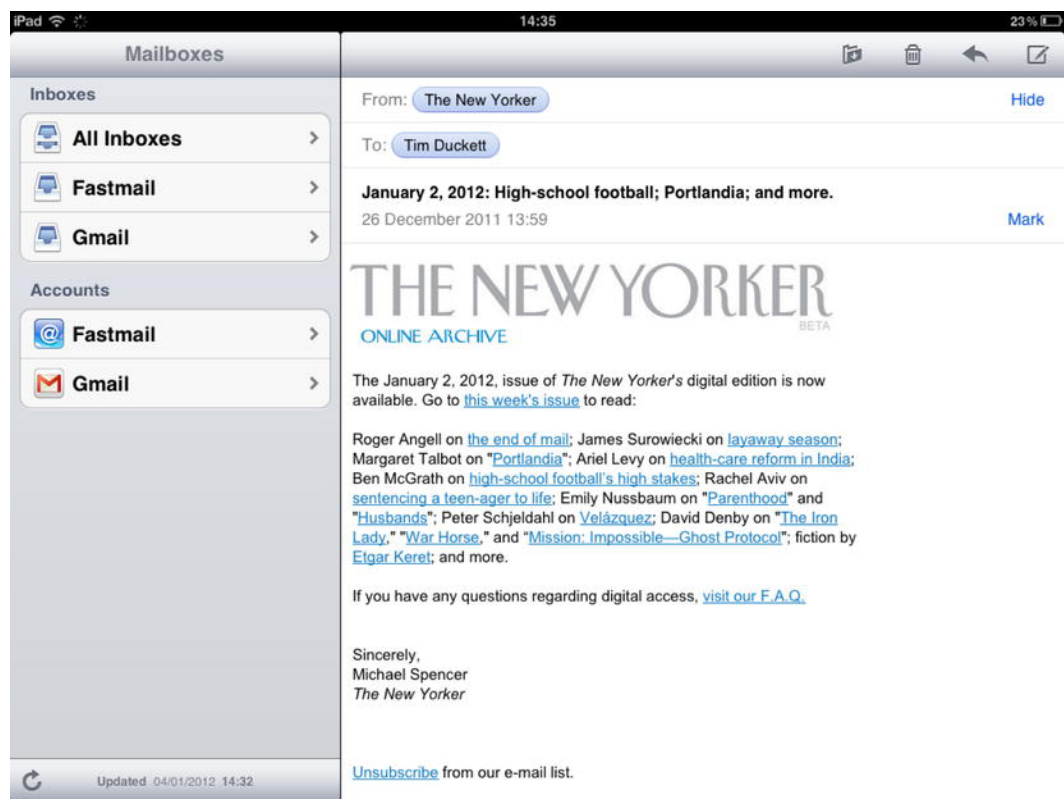 iPad 14:35 23%
Mailboxes
Inboxes
All Inboxes
Fastmail
Gmail
Accounts
Fastmail
Gmail
Updated 04/01/2012 14:32
From: The New Yorker Hide
To: Tim Duckett
January 2, 2012: High-school football; Portlandia; and more.
26 December 2011 13:59 Mark
THE NEW YORKER
ONLINE ARCHIVE BETA
The January 2, 2012, issue of The New Yorker's digital edition is now
available. Go to this week's issue to read:
Roger Angell on the end of mail; James Surowiecki on layaway season;
Margaret Talbot on "Portlandia"; Ariel Levy on health-care reform in India;
Ben McGrath on high-school football's high stakes; Rachel Aviv on
sentencing a teen-ager to life; Emily Nussbaum on "Parenthood" and
"Husbands"; Peter Schjeldahl on Velázquez; David Denby on "The Iron
Lady," "War Horse," and “Mission: Impossible—Ghost Protocol"; fiction by
Etgar Keret; and more.
If you have any questions regarding digital access, visit our F.A.Q.
Sincerely,
Michael Spencer
The New Yorker
Unsubscribe from our e-mail list.